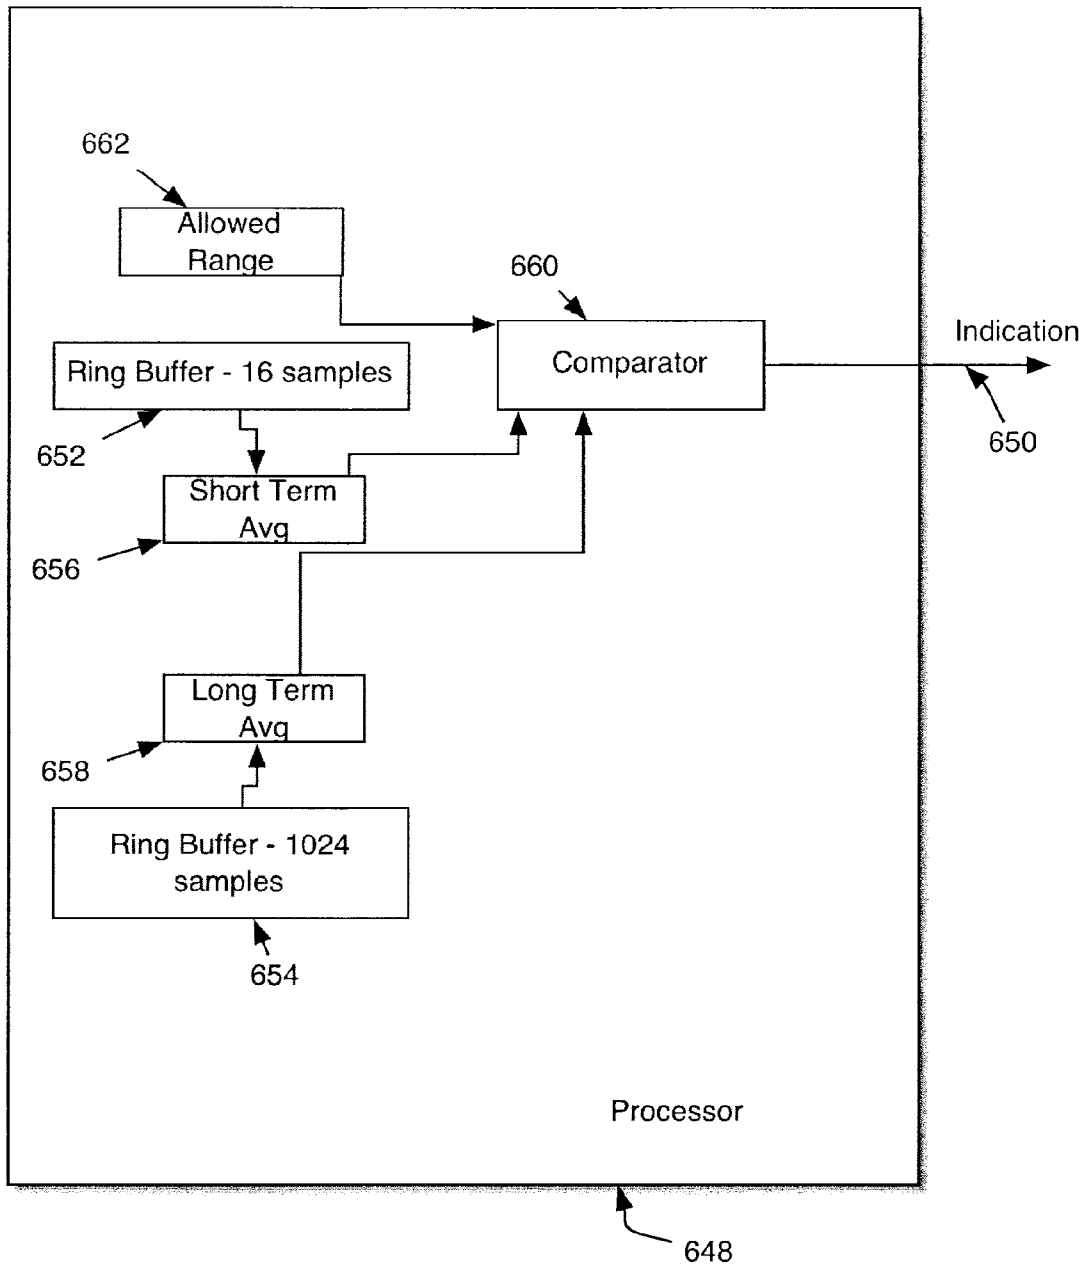 662
Allowed
Range
660
Comparator
Indication
650
Ring Buffer - 16 samples
652
Short Term
Avg
656
Long Term
Avg
658
Ring Buffer - 1024
samples
654
Processor
648